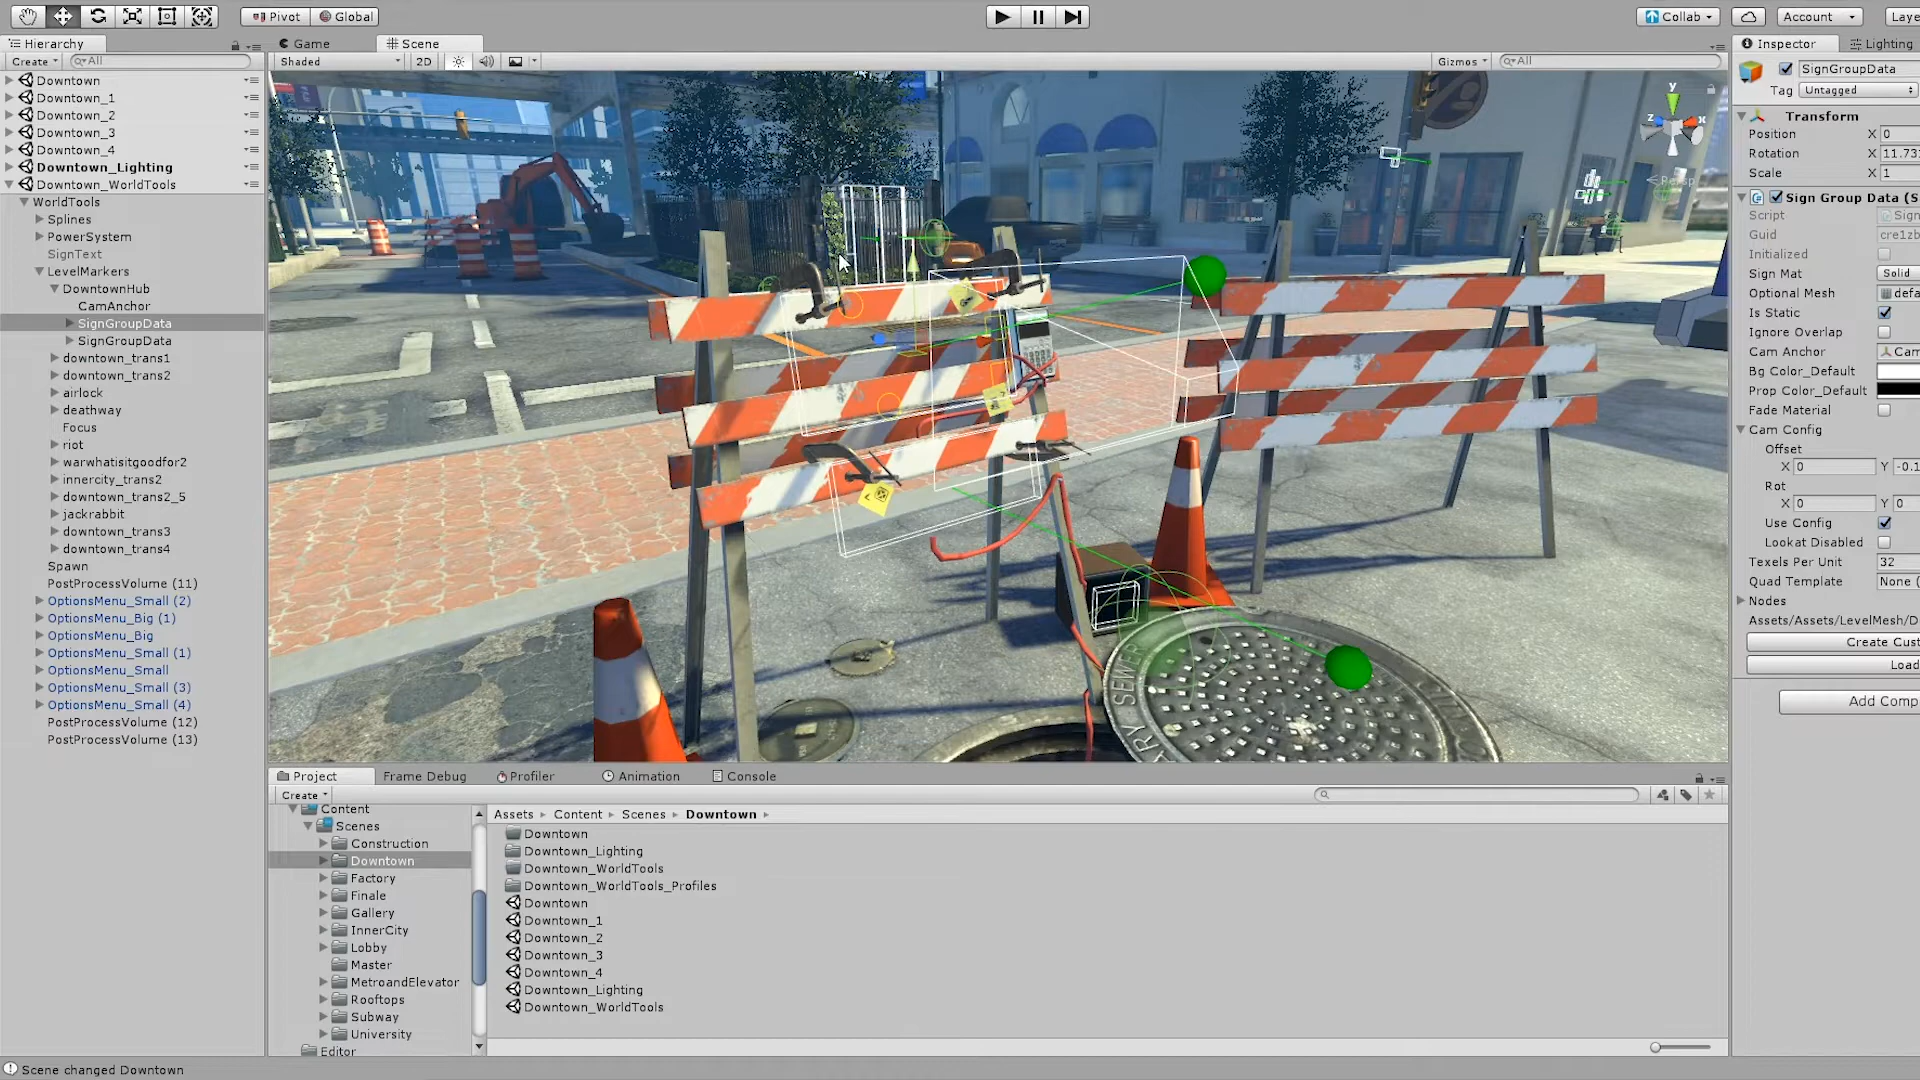 Pivot
Global
Collab
Account
Laye
Hierarchy
Create
All
Downtown
Downtown_1
Downtown_2
Downtown_3
Downtown_4
Downtown_Lighting
Downtown_WorldTools
WorldTools
Splines
PowerSystem
SignText
LevelMarkers
DowntownHub
CamAnchor
SignGroupData
SignGroupData
downtown_trans1
downtown_trans2
airlock
deathway
Focus
riot
warwhatisitgoodfor2
innercity_trans2
downtown_trans2_5
jackrabbit
downtown_trans3
downtown_trans4
Spawn
PostProcessVolume (11)
OptionsMenu_Small (2)
OptionsMenu_Big (1)
OptionsMenu_Big
OptionsMenu_Small (1)
OptionsMenu_Small
OptionsMenu_Small (3)
OptionsMenu_Small (4)
PostProcessVolume (12)
PostProcessVolume (13)
Game
Scene
Shaded
2D
Gizmos
All
y
z
x
Persp
SEWER
Inspector
Lighting
SignGroupData
Tag
Untagged
Transform
Position X 0
Rotation X 11.73
Scale X 1
Sign Group Data (S
Script Sign
Guid cre1zb
Initialized
Sign Mat Solid
Optional Mesh defa
Is Static
Ignore Overlap
Cam Anchor Cam
Bg Color_Default
Prop Color_Default
Fade Material
Cam Config
Offset
X 0 Y -0.1
Rot
X 0 Y 0
Use Config
Lookat Disabled
Texels Per Unit 32
Quad Template None (
Nodes
Assets/Assets/LevelMesh/D
Create Cust
Load
Add Comp
Project
Frame Debug
Profiler
Animation
Console
Create
Content
Scenes
Construction
Downtown
Factory
Finale
Gallery
InnerCity
Lobby
Master
MetroandElevator
Rooftops
Subway
University
Editor
Assets Content Scenes Downtown
Downtown
Downtown_Lighting
Downtown_WorldTools
Downtown_WorldTools_Profiles
Downtown
Downtown_1
Downtown_2
Downtown_3
Downtown_4
Downtown_Lighting
Downtown_WorldTools
Scene changed Downtown